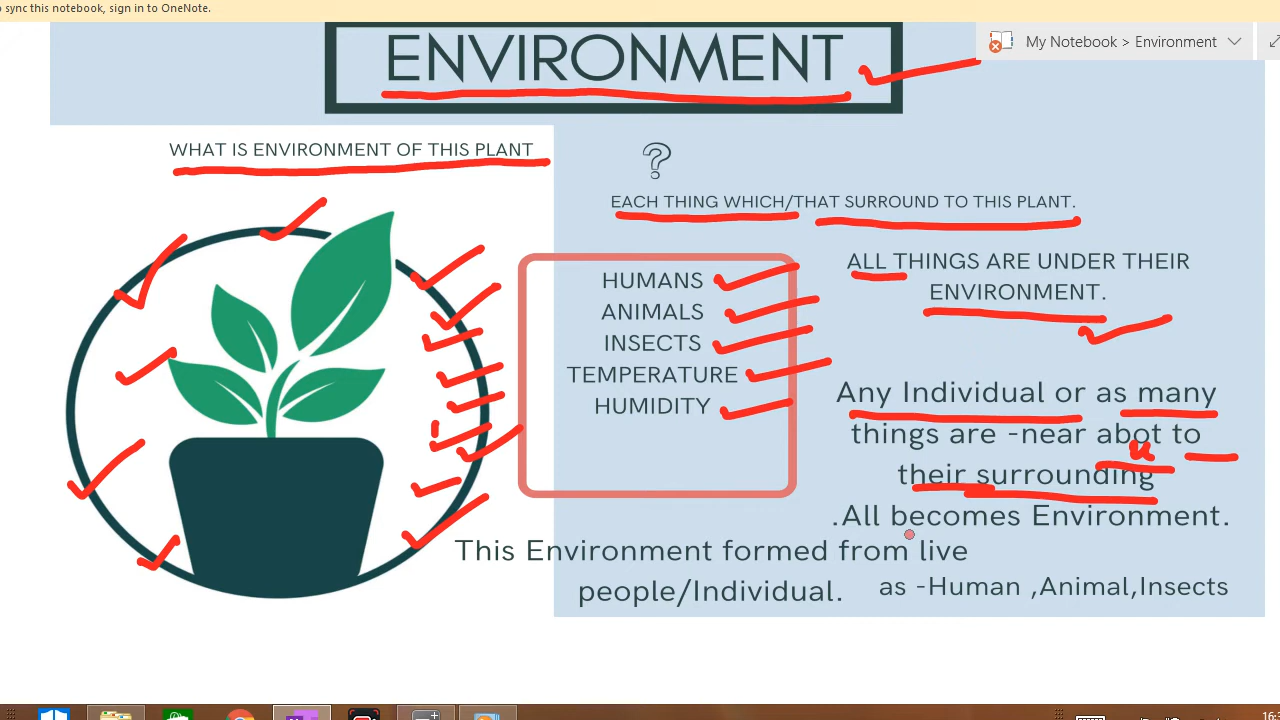 sync this notebook, sign in to OneNote.
My Notebook > Environment
ENVIRONMENT
WHAT IS ENVIRONMENT OF THIS PLANT
?
EACH THING WHICH/THAT SURROUND TO THIS PLANT.
HUMANS
ANIMALS
INSECTS
TEMPERATURE
HUMIDITY
ALL THINGS ARE UNDER THEIR
ENVIRONMENT.
Any Individual or as many
things are -near abot to
u
their surrounding
.All becomes Environment.
This Environment formed from live
people/Individual.
as -Human ,Animal,Insects